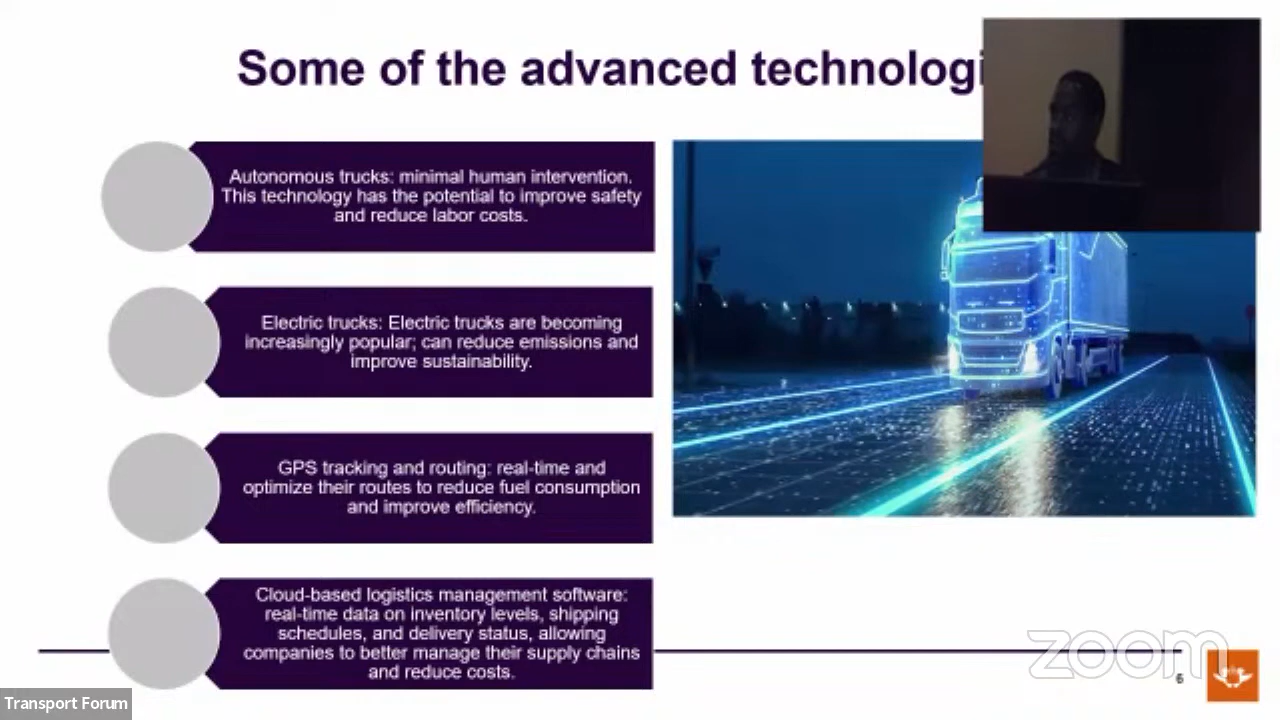 Some of the advanced
Autonomous trucks: minimal human intervention.
This technology has the potential to improve safety
and reduce labor costs.
Electric trucks: Electric trucks are becoming
increasingly popular; can reduce emissions and
improve sustainability.
GPS tracking and routing: real-time and
optimize their routes to reduce fuel consumption
and improve efficiency.
Cloud-based logistics management software:
real-time data on inventory levels, shipping
schedules, and delivery status, allowing
companies to better manage their supply chains
and reduce costs.
zoom
6
Transport Forum